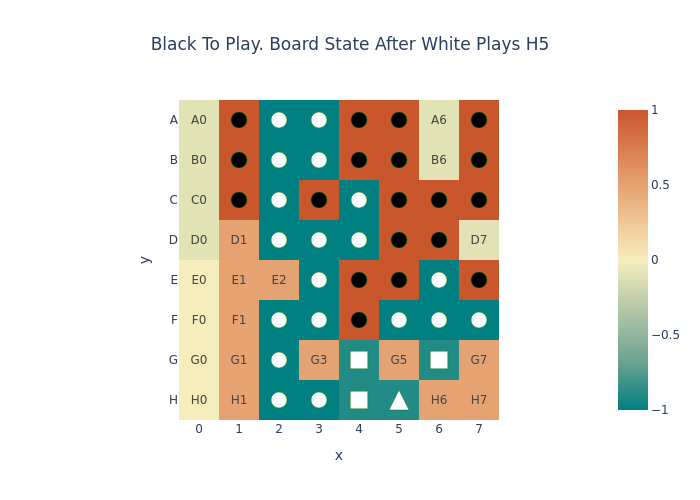 Black To Play. Board State After White Plays H5
A A0 A6
B B0 B6
C C0
D D0 D1 D7
E E0 E1 E2
F F0 F1
G G0 G1 G3 G5 G7
H H0 H1 H6 H7
0 1 2 3 4 5 6 7
x
y
1
0.5
0
−0.5
−1